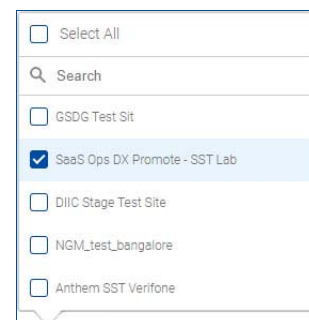 Select All
Search
GSDG Test Sit
SaaS Ops DX Promote - SST Lab
DIIC Stage Test Site
NGM_test_bangalore
Anthem SST Verifone